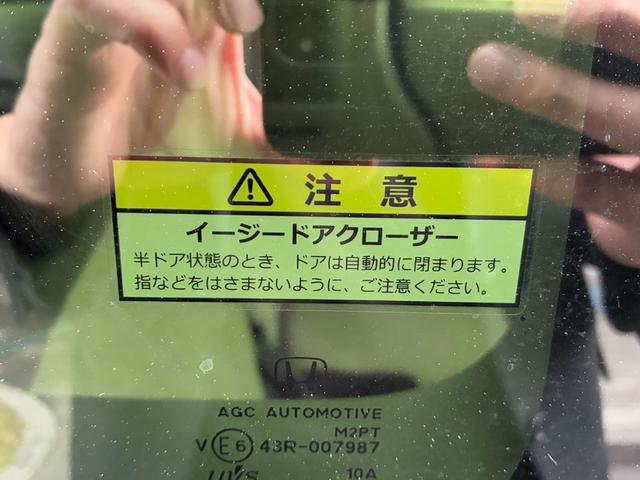 注 意
イージードアクローザー
半ドア状態のとき、ドアは自動的に閉まります。
指などをはさまないように、ご注意ください。
AGC AUTOMOTIVE
M2PT
V E6 43R-007987
10A